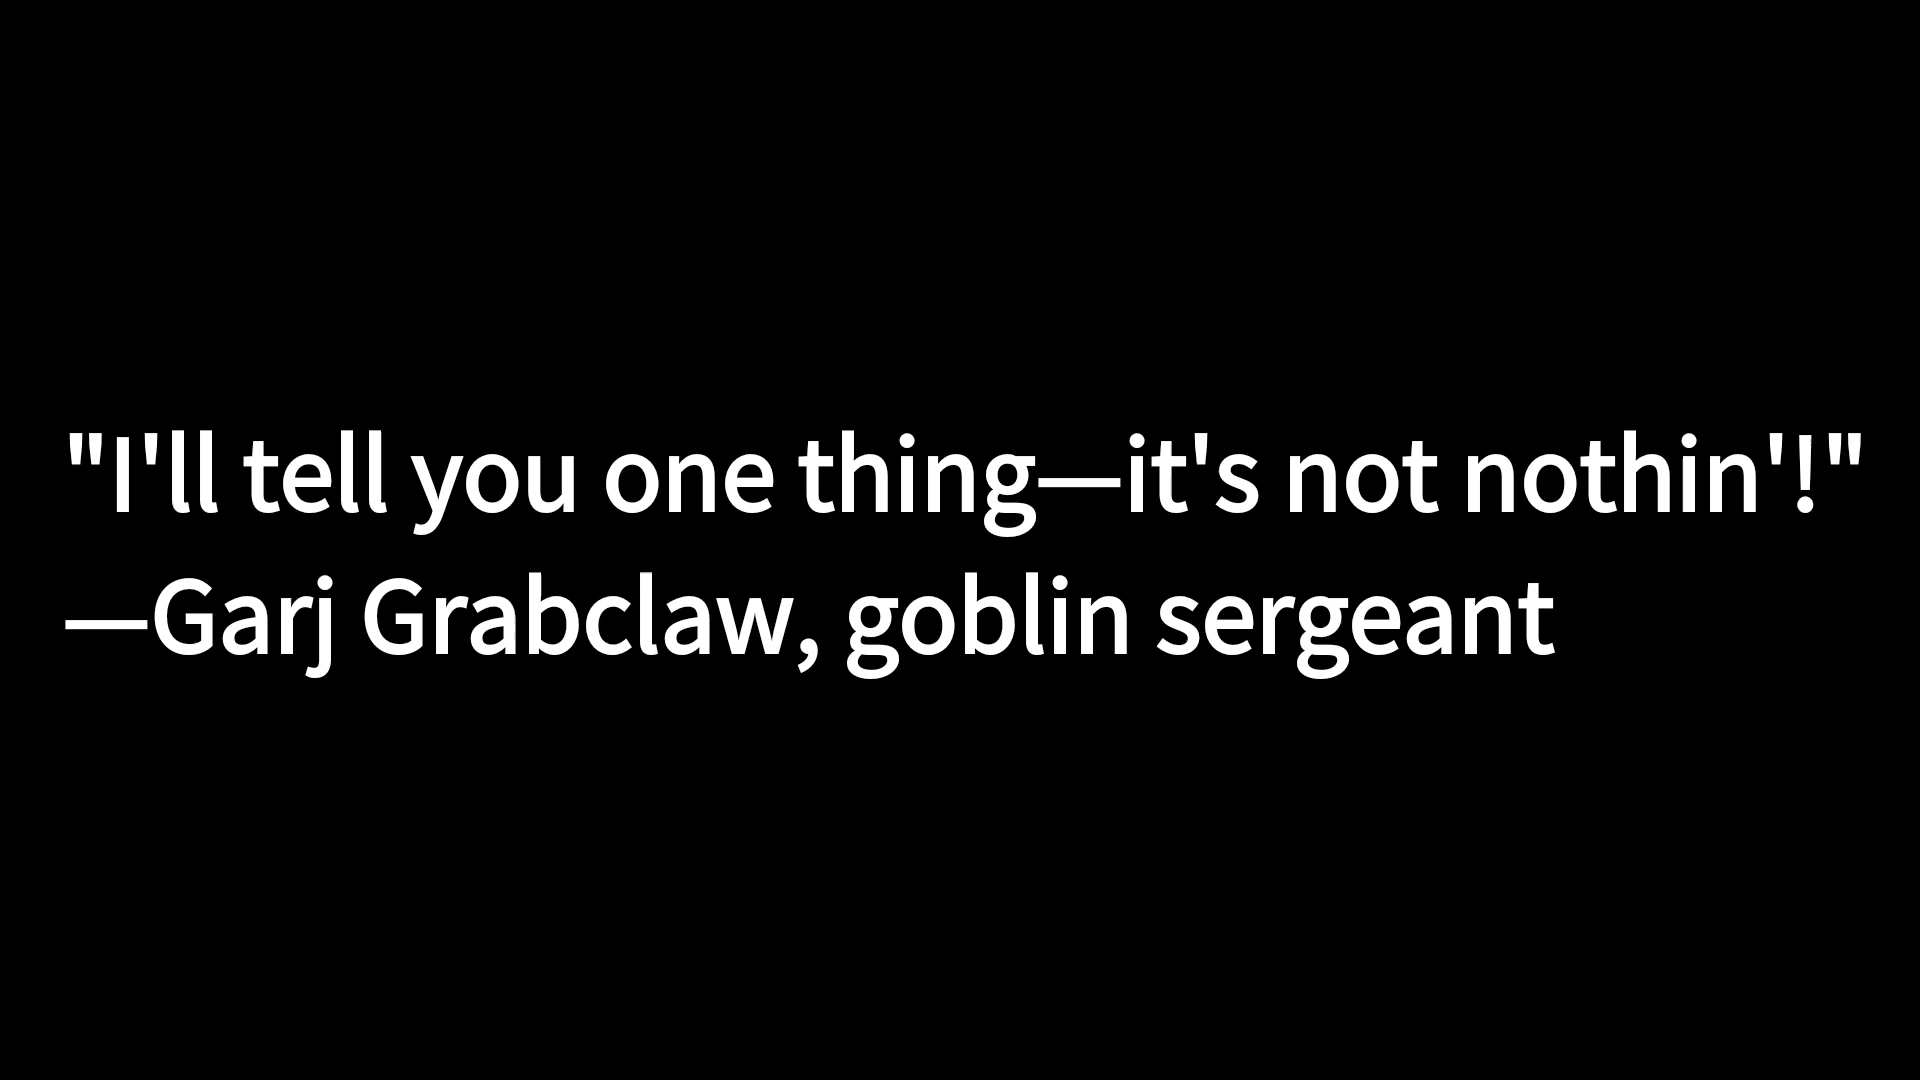 "I'll tell you one thing—it's not nothin'!"
—Garj Grabclaw, goblin sergeant